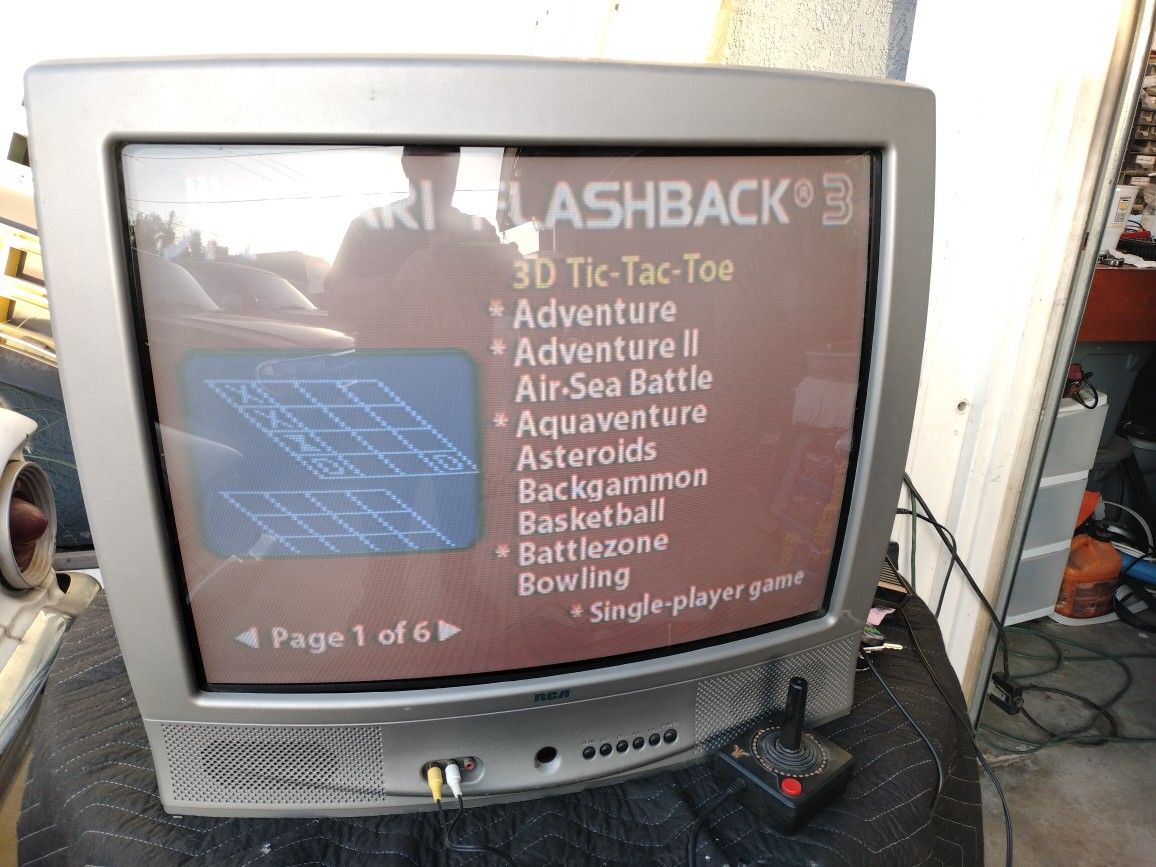 ARI FLASHBACK® 3
3D Tic-Tac-Toe
* Adventure
* Adventure II
Air•Sea Battle
* Aquaventure
Asteroids
Backgammon
Basketball
* Battlezone
Bowling
* Single-player game
◀ Page 1 of 6 ▶
RCA